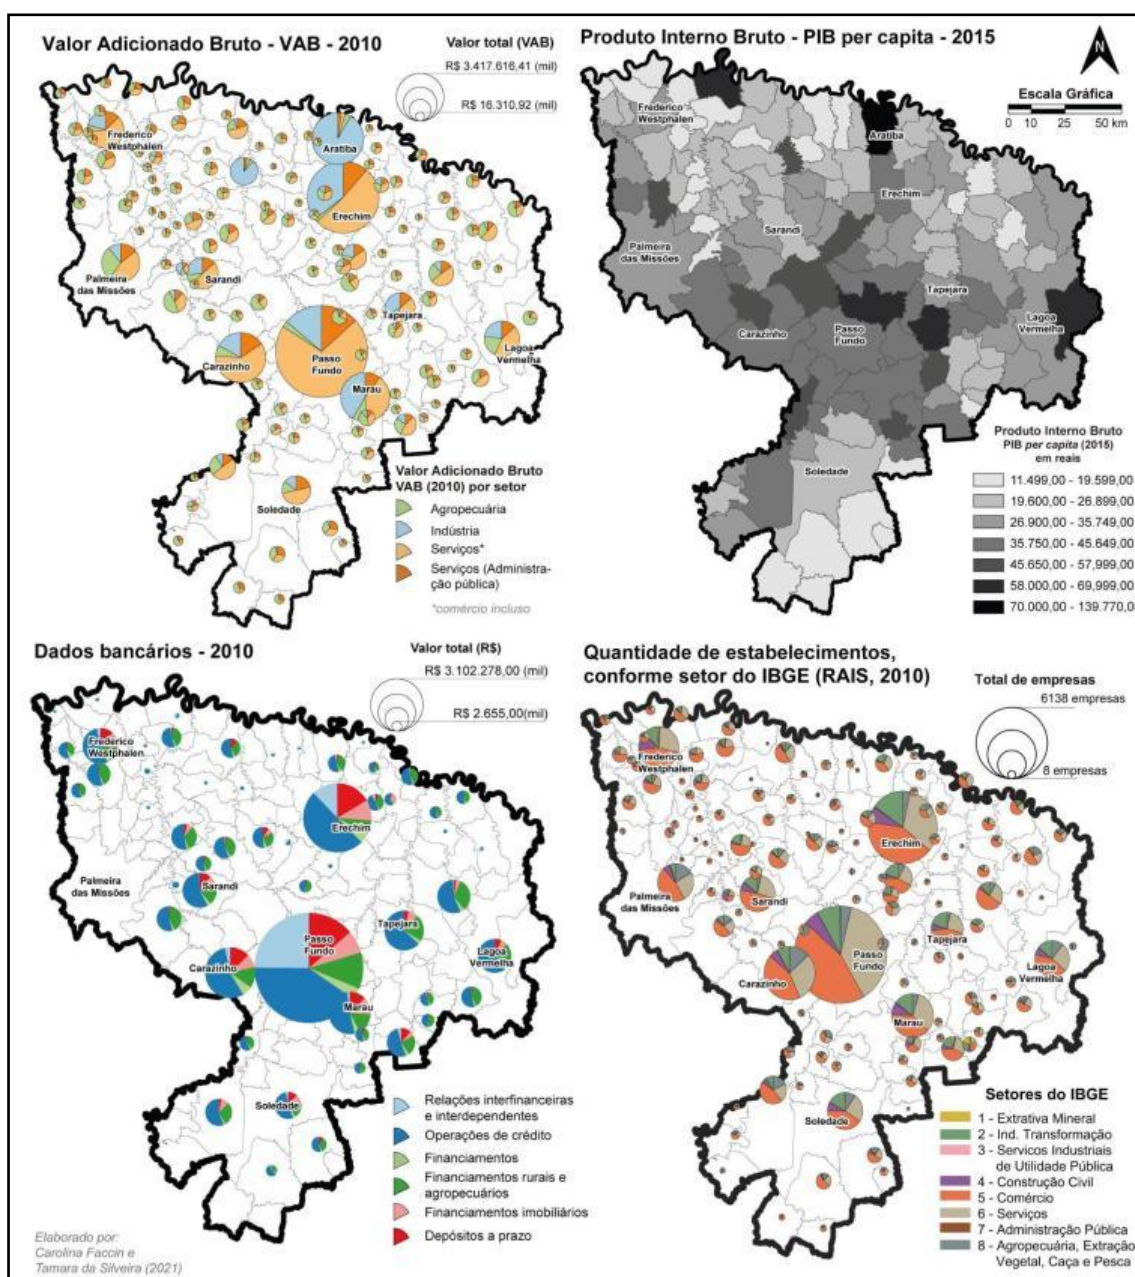 Valor Adicionado Bruto - VAB - 2010
Valor total (VAB)
R$ 3.417.616,41 (mil)
R$ 16.310,92 (mil)
Frederico
Westphalen
Aratiba
Erechim
Palmeira
das Missões
Sarandi
Tapejara
Carazinho
Passo
Fundo
Lagoa
Vermelha
Marau
Soledade
Valor Adicionado Bruto
VAB (2010) por setor
Agropecuária
Indústria
Serviços*
Serviços (Administra-
ção pública)
*comércio incluso
Produto Interno Bruto - PIB per capita - 2015
N
Escala Gráfica
0 10 25 50 km
Frederico
Westphalen
Aratiba
Erechim
Sarandi
Palmeira
das Missões
Tapejara
Lagoa
Vermelha
Carazinho
Passo
Fundo
Soledade
Produto Interno Bruto
PIB per capita (2015)
em reais
11.499,00 - 19.599,00
19.600,00 - 26.899,00
26.900,00 - 35.749,00
35.750,00 - 45.649,00
45.650,00 - 57,999,00
58.000,00 - 69,999,00
70.000,00 - 139.770,0
Dados bancários - 2010
Valor total (R$)
R$ 3.102.278,00 (mil)
R$ 2.655,00(mil)
Frederico
Westphalen
Erechim
Palmeira
das Missões
Sarandi
Tapejara
Passo
Fundo
Lagoa
Vermelha
Carazinho
Marau
Soledade
Relações interfinanceiras
e interdependentes
Operações de crédito
Financiamentos
Financiamentos rurais e
agropecuários
Financiamentos imobiliários
Depósitos a prazo
Elaborado por:
Carolina Faccin e
Tamara da Silveira (2021)
Quantidade de estabelecimentos,
conforme setor do IBGE (RAIS, 2010)
Total de empresas
6138 empresas
8 empresas
Frederico
Westphalen
Erechim
Palmeira
das Missões
Sarandi
Tapejara
Passo
Fundo
Carazinho
Lagoa
Vermelha
Marau
Soledade
Setores do IBGE
1 - Extrativa Mineral
2 - Ind. Transformação
3 - Servicos Industriais
de Utilidade Pública
4 - Construção Civil
5 - Comércio
6 - Serviços
7 - Administração Pública
8 - Agropecuária, Extração
Vegetal, Caça e Pesca